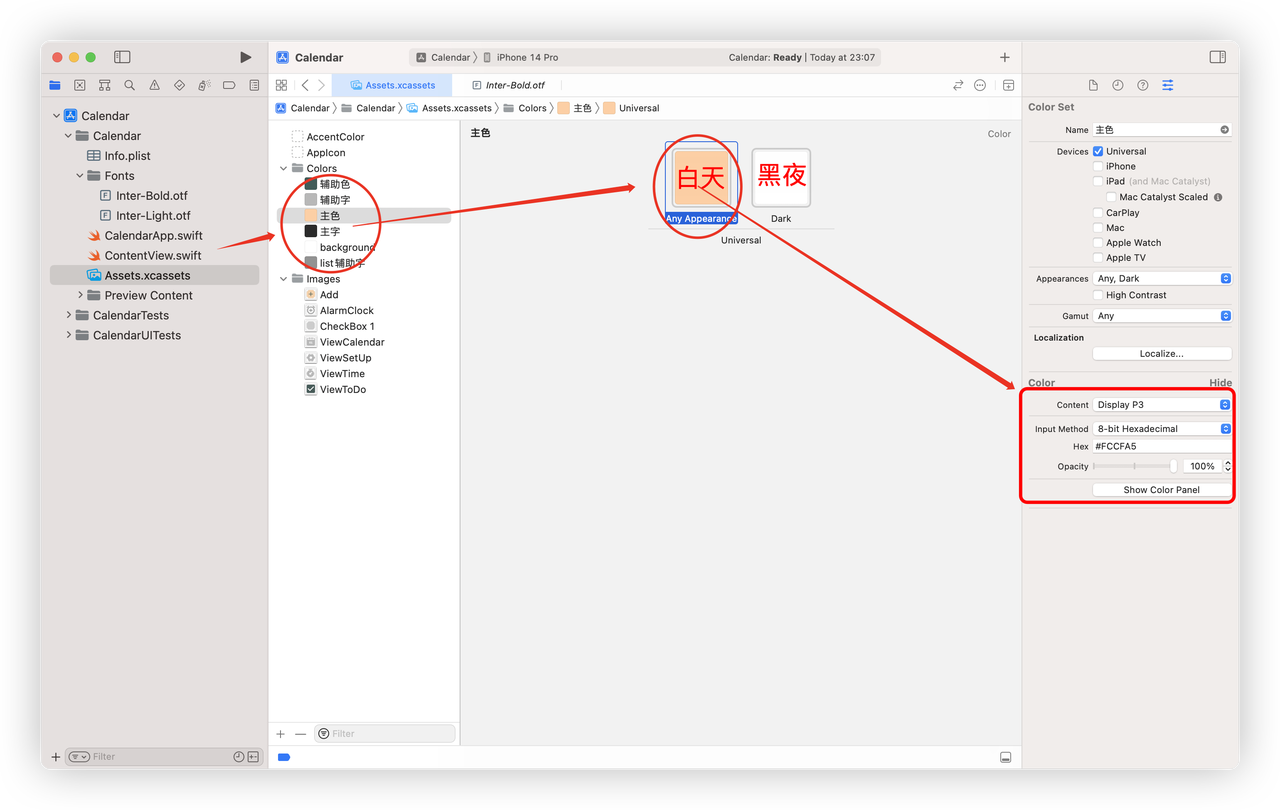 Calendar
Calendar
iPhone 14 Pro
Calendar: Ready | Today at 23:07
Assets.xcassets
Inter-Bold.otf
Calendar
Calendar
Assets.xcassets
Colors
主色
Universal
Calendar
Calendar
Info.plist
Fonts
Inter-Bold.otf
Inter-Light.otf
CalendarApp.swift
ContentView.swift
Assets.xcassets
Preview Content
CalendarTests
CalendarUITests
Filter
AccentColor
AppIcon
Colors
辅助色
辅助字
主色
主字
background
list辅助字
Images
Add
AlarmClock
CheckBox 1
ViewCalendar
ViewSetUp
ViewTime
ViewToDo
Filter
主色
Color
白天
黑夜
Any Appearance
Dark
Universal
Color Set
Name 主色
Devices Universal
iPhone
iPad (and Mac Catalyst)
Mac Catalyst Scaled
CarPlay
Mac
Apple Watch
Apple TV
Appearances Any, Dark
High Contrast
Gamut Any
Localization
Localize...
Color Hide
Content Display P3
Input Method 8-bit Hexadecimal
Hex #FCCFA5
Opacity 100%
Show Color Panel